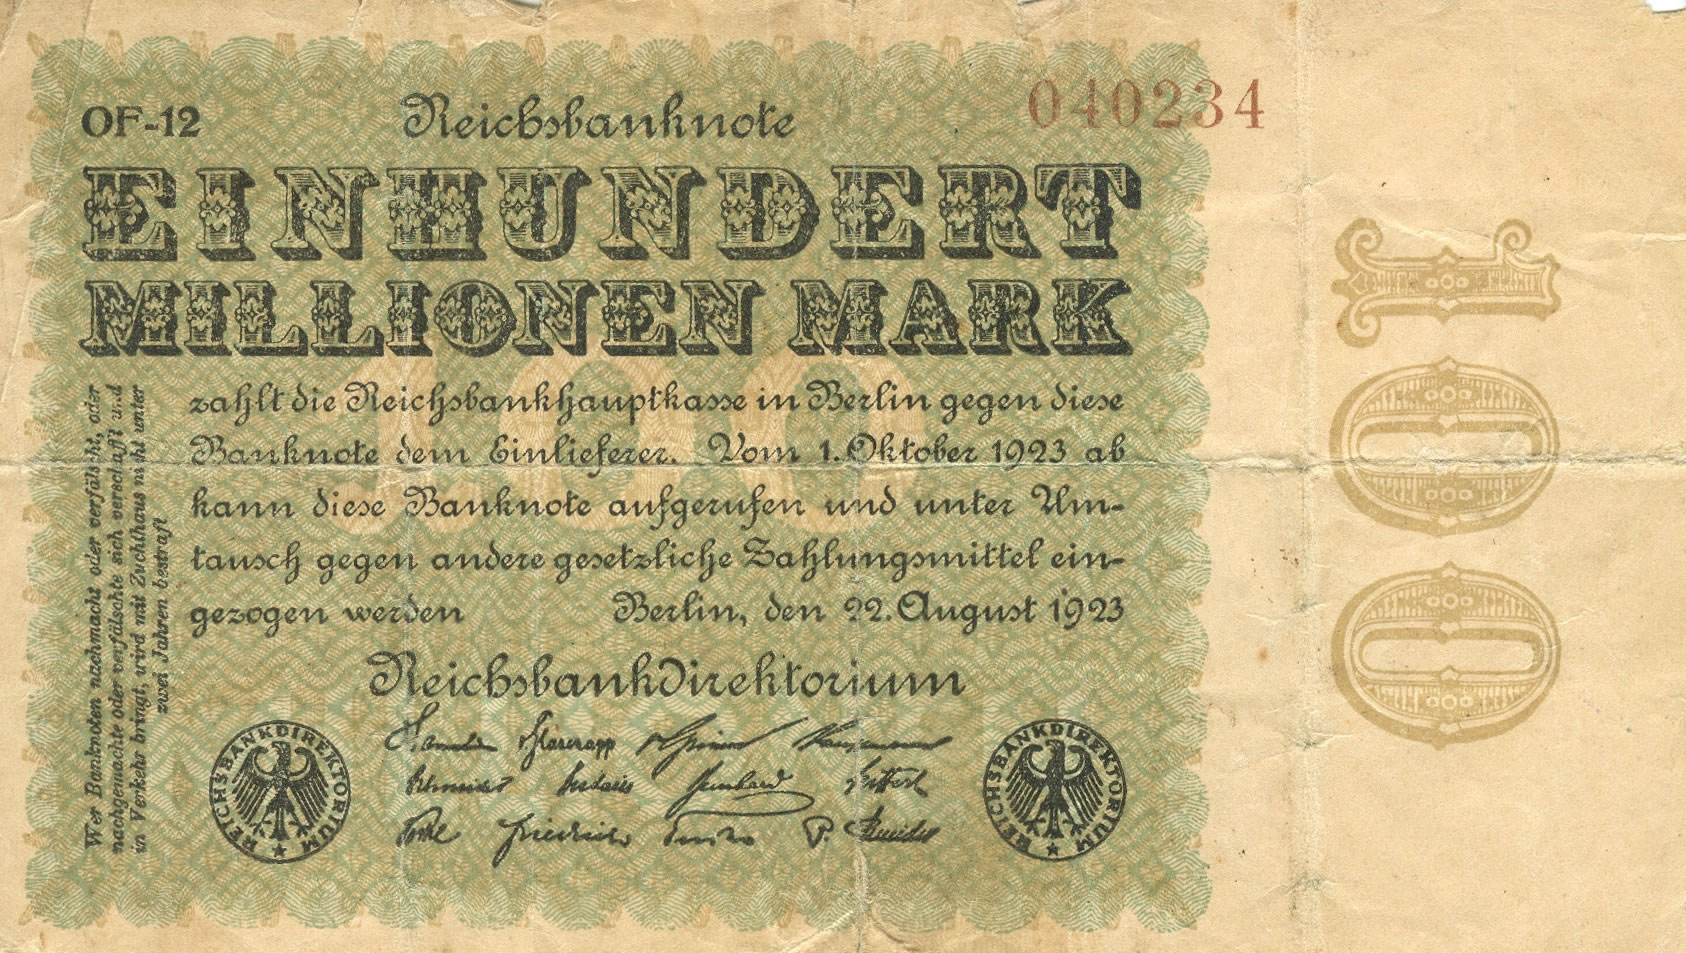 OF-12
Reichsbanknote
040234
EINHUNDERT
MILLIONEN MARK
zahlt die Reichsbankhauptkasse in Berlin gegen diese
Banknote dem Einlieferer. Vom 1. Oktober 1923 ab
kann diese Banknote aufgerufen und unter Um-
tausch gegen andere gesetzliche Zahlungsmittel ein-
gezogen werden
Berlin, den 22. August 1923
Reichsbankdirektorium
REICHSBANKDIREKTORIUM
REICHSBANKDIREKTORIUM
Wer Banknoten nachmacht oder verfälscht, oder
nachgemachte oder verfälschte sich verschafft und
in Verkehr bringt, wird mit Zuchthaus nicht unter
zwei Jahren bestraft
100
100